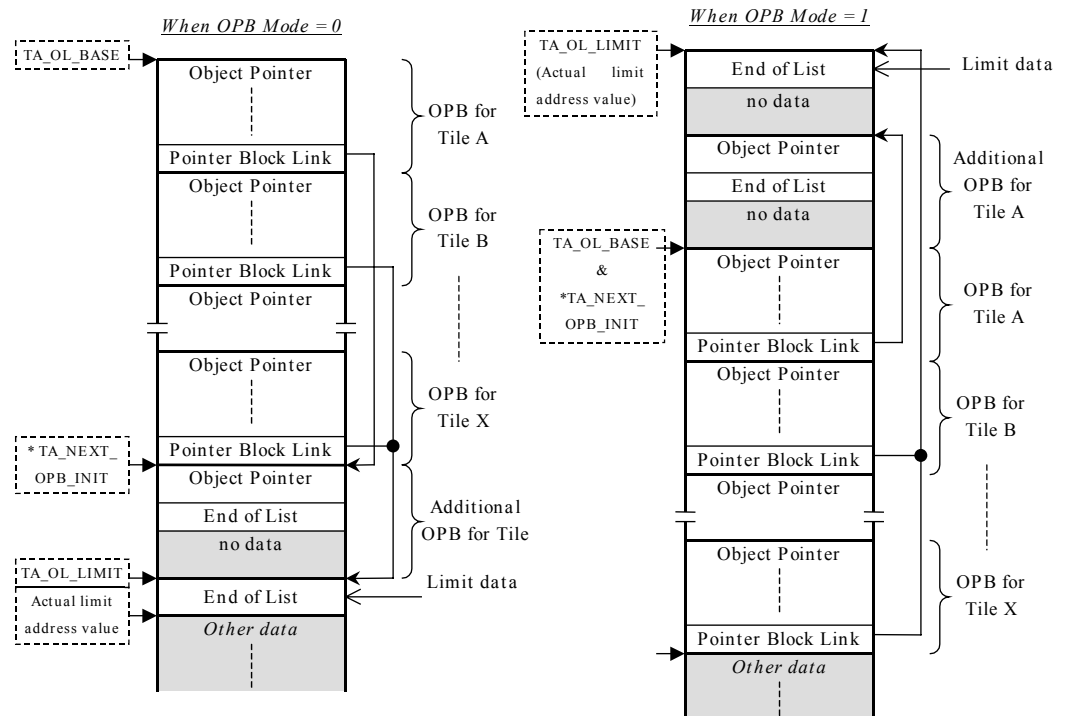 When OPB Mode = 0
TA_OL_BASE
Object Pointer
OPB for
Tile A
Pointer Block Link
Object Pointer
OPB for
Tile B
Pointer Block Link
Object Pointer
Object Pointer
OPB for
Tile X
Pointer Block Link
* TA_NEXT_
OPB_INIT
Object Pointer
Additional
OPB for Tile
End of List
no data
TA_OL_LIMIT
Limit data
Actual limit
address value
End of List
Other data
When OPB Mode = 1
TA_OL_LIMIT
(Actual limit
address value)
End of List
Limit data
no data
Object Pointer
Additional
OPB for
Tile A
End of List
no data
TA_OL_BASE
&
*TA_NEXT_
OPB_INIT
Object Pointer
OPB for
Tile A
Pointer Block Link
Object Pointer
OPB for
Tile B
Pointer Block Link
Object Pointer
Object Pointer
OPB for
Tile X
Pointer Block Link
Other data